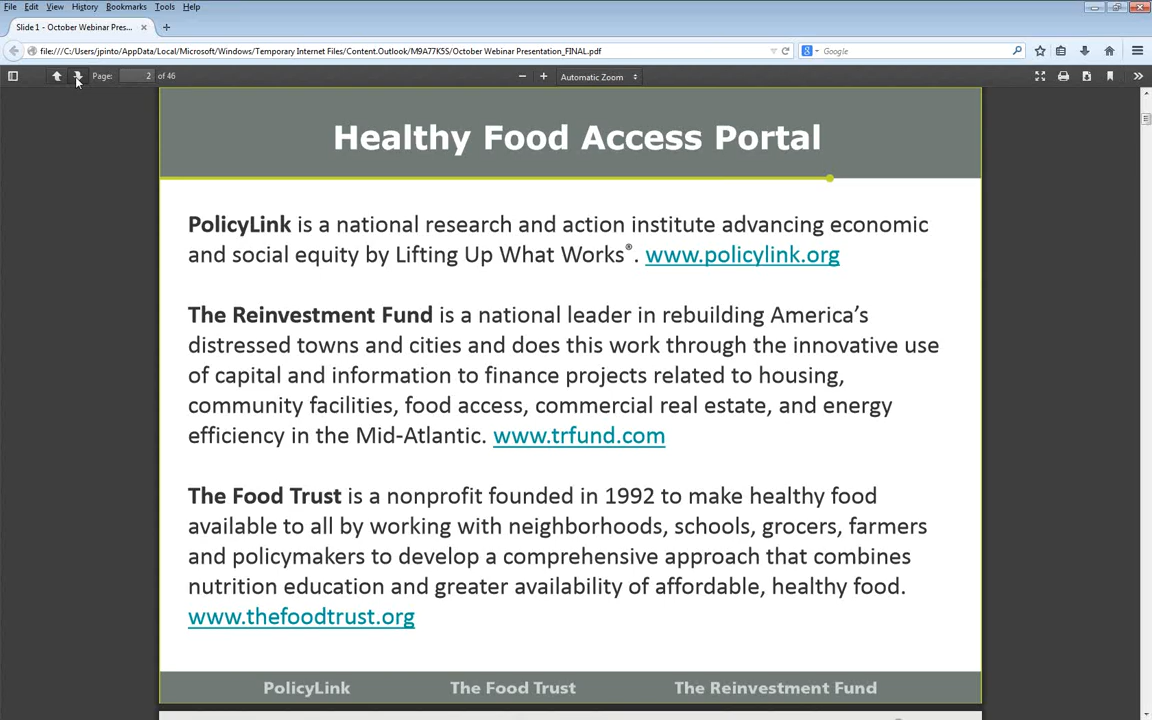 File Edit View History Bookmarks Tools Help
Slide 1 - October Webinar Pres...
file:///C:/Users/jpinto/AppData/Local/Microsoft/Windows/Temporary Internet Files/Content.Outlook/M9A77K5S/October Webinar Presentation_FINAL.pdf
Google
Page: 2 of 46
Automatic Zoom
Healthy Food Access Portal
PolicyLink is a national research and action institute advancing economic
and social equity by Lifting Up What Works®. www.policylink.org
The Reinvestment Fund is a national leader in rebuilding America’s
distressed towns and cities and does this work through the innovative use
of capital and information to finance projects related to housing,
community facilities, food access, commercial real estate, and energy
efficiency in the Mid-Atlantic. www.trfund.com
The Food Trust is a nonprofit founded in 1992 to make healthy food
available to all by working with neighborhoods, schools, grocers, farmers
and policymakers to develop a comprehensive approach that combines
nutrition education and greater availability of affordable, healthy food.
www.thefoodtrust.org
PolicyLink The Food Trust The Reinvestment Fund